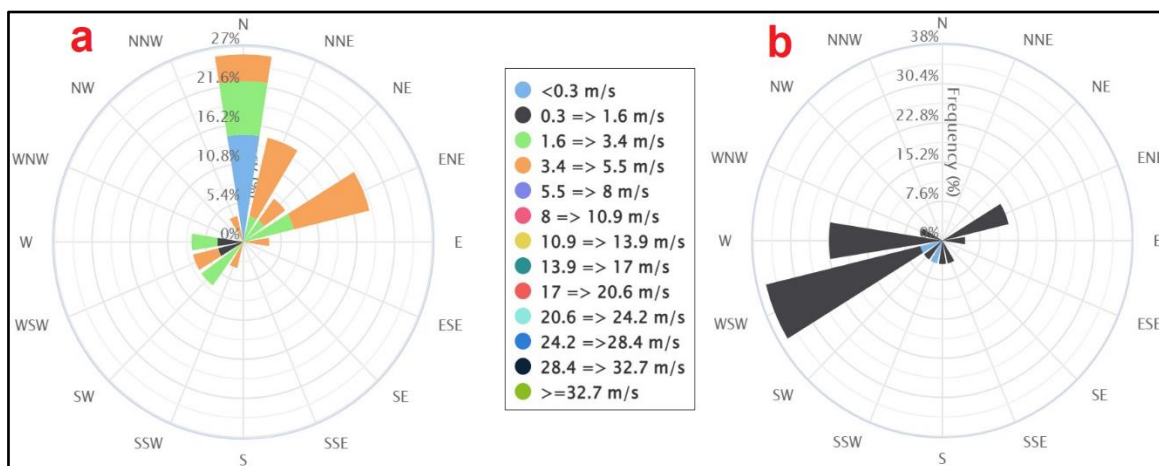 a
N
27%
NNW
NNE
21.6%
NW
NE
16.2%
WNW
ENE
10.8%
5.4%
0%
W
E
WSW
ESE
SW
SE
SSW
SSE
S
<0.3 m/s
0.3 => 1.6 m/s
1.6 => 3.4 m/s
3.4 => 5.5 m/s
5.5 => 8 m/s
8 => 10.9 m/s
10.9 => 13.9 m/s
13.9 => 17 m/s
17 => 20.6 m/s
20.6 => 24.2 m/s
24.2 =>28.4 m/s
28.4 => 32.7 m/s
>=32.7 m/s
b
N
38%
NNW
NNE
30.4%
Frequency (%)
NW
NE
22.8%
WNW
ENE
15.2%
7.6%
0%
W
E
WSW
ESE
SW
SE
SSW
SSE
S